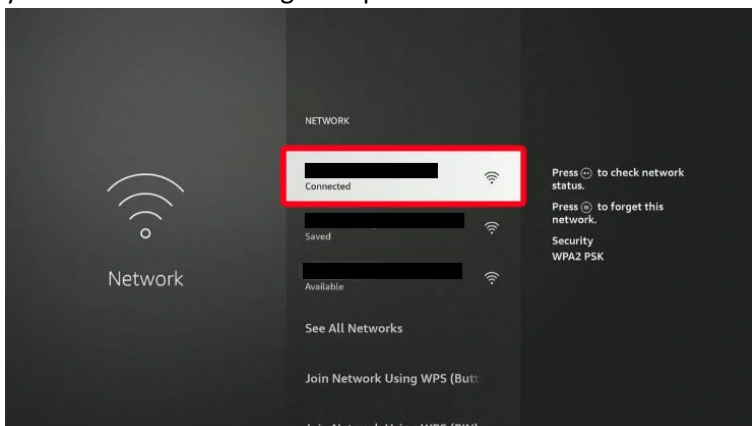 NETWORK
Connected
Saved
Available
See All Networks
Join Network Using WPS (Butt
Network
Press to check network
status.
Press to forget this
network.
Security
WPA2 PSK